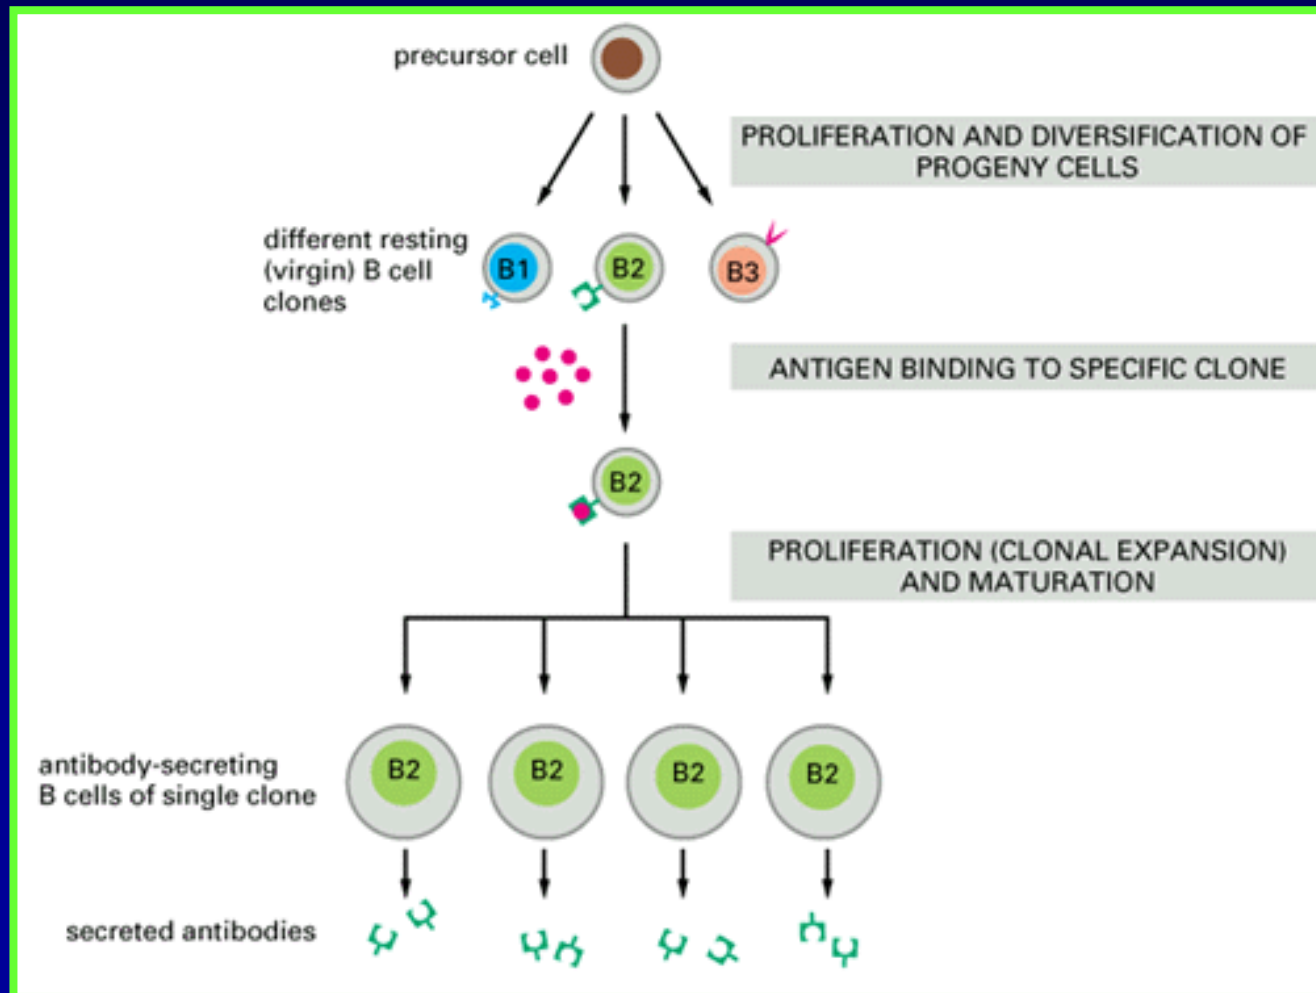 precursor cell
PROLIFERATION AND DIVERSIFICATION OF
PROGENY CELLS
different resting
(virgin) B cell
clones
B1
B2
B3
ANTIGEN BINDING TO SPECIFIC CLONE
B2
PROLIFERATION (CLONAL EXPANSION)
AND MATURATION
antibody-secreting
B cells of single clone
B2
B2
B2
B2
secreted antibodies